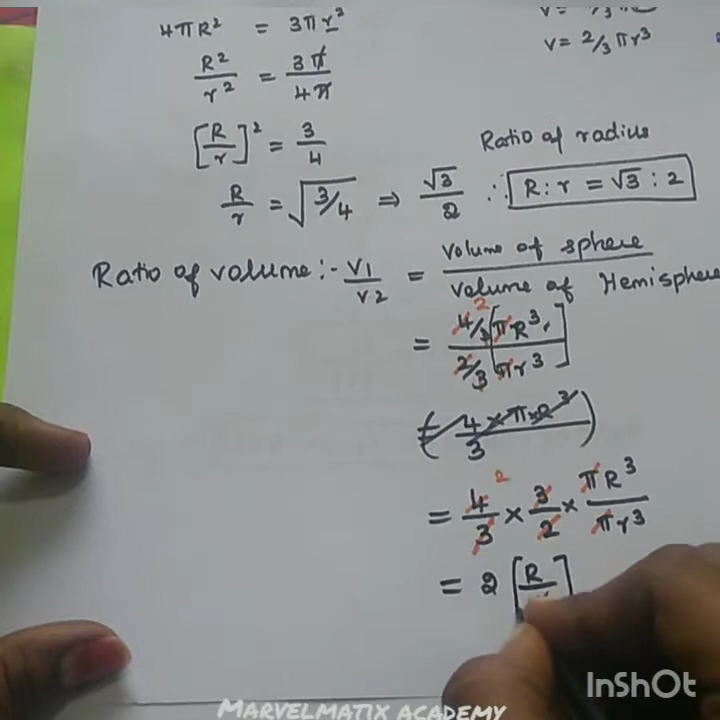 4πR² = 3πr²
V = 2/3 πr³
R²/r² = 3π/4π
[R/r]² = 3/4
Ratio of radius
R/r = √3/4 ⇒ √3/2 ∴ R : r = √3 : 2
Ratio of volume :- V1/V2 = Volume of sphere / Volume of Hemisphere
= 4/3 [πR³] / 2/3 [πr³] 2
= 4/3 × 3/2 × πR³/πr³ 2
= 2 [R
InShOt
MARVELMATIX ACADEMY